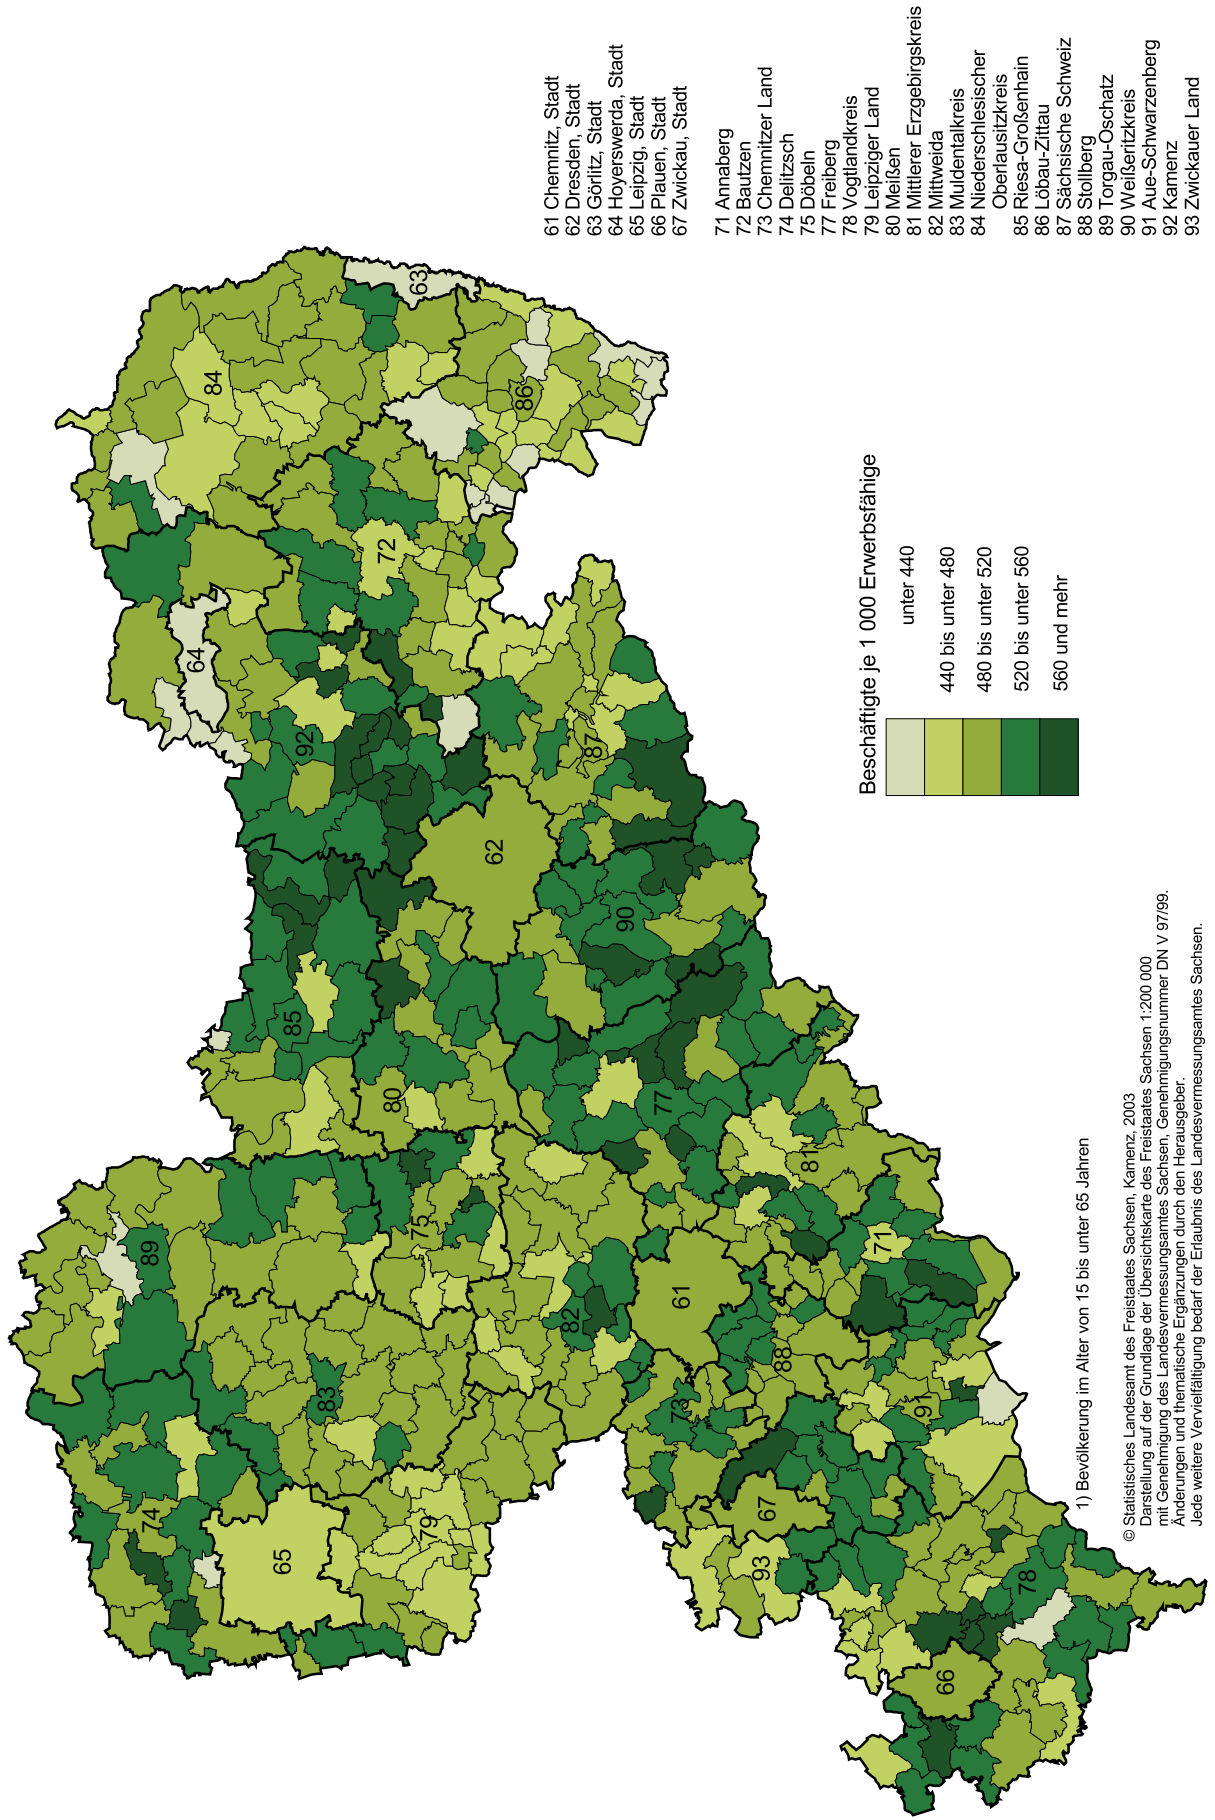 61 Chemnitz, Stadt
62 Dresden, Stadt
63 Görlitz, Stadt
64 Hoyerswerda, Stadt
65 Leipzig, Stadt
66 Plauen, Stadt
67 Zwickau, Stadt
71 Annaberg
72 Bautzen
73 Chemnitzer Land
74 Delitzsch
75 Döbeln
77 Freiberg
78 Vogtlandkreis
79 Leipziger Land
80 Meißen
81 Mittlerer Erzgebirgskreis
82 Mittweida
83 Muldentalkreis
84 Niederschlesischer
Oberlausitzkreis
85 Riesa-Großenhain
86 Löbau-Zittau
87 Sächsische Schweiz
88 Stollberg
89 Torgau-Oschatz
90 Weißeritzkreis
91 Aue-Schwarzenberg
92 Kamenz
93 Zwickauer Land
Beschäftigte je 1 000 Erwerbsfähige
unter 440
440 bis unter 480
480 bis unter 520
520 bis unter 560
560 und mehr
1) Bevölkerung im Alter von 15 bis unter 65 Jahren
© Statistisches Landesamt des Freistaates Sachsen, Kamenz, 2003
Darstellung auf der Grundlage der Übersichtskarte des Freistaates Sachsen 1:200 000
mit Genehmigung des Landesvermessungsamtes Sachsen, Genehmigungsnummer DN V 97/99.
Änderungen und thematische Ergänzungen durch den Herausgeber.
Jede weitere Vervielfältigung bedarf der Erlaubnis des Landesvermessungsamtes Sachsen.
74
89
65
83
79
75
85
80
82
64
92
84
72
63
86
62
87
90
77
61
81
73
88
71
67
93
91
66
78